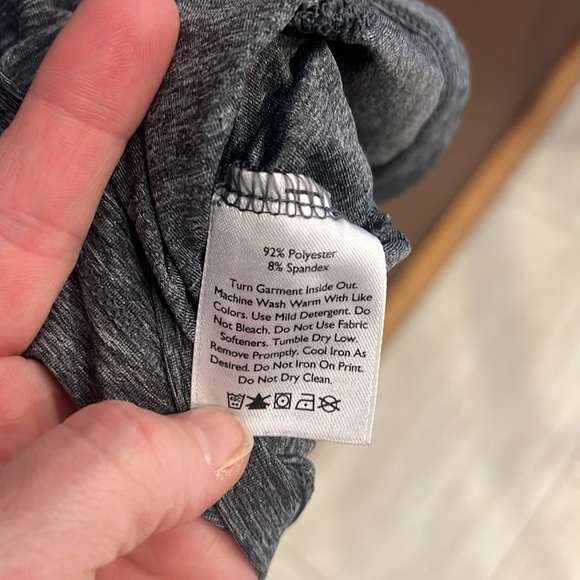 92% Polyester
8% Spandex
Turn Garment Inside Out.
Machine Wash Warm With Like
Colors. Use Mild Detergent. Do
Not Bleach. Do Not Use Fabric
Softeners. Tumble Dry Low.
Remove Promptly. Cool Iron As
Desired. Do Not Iron On Print.
Do Not Dry Clean.